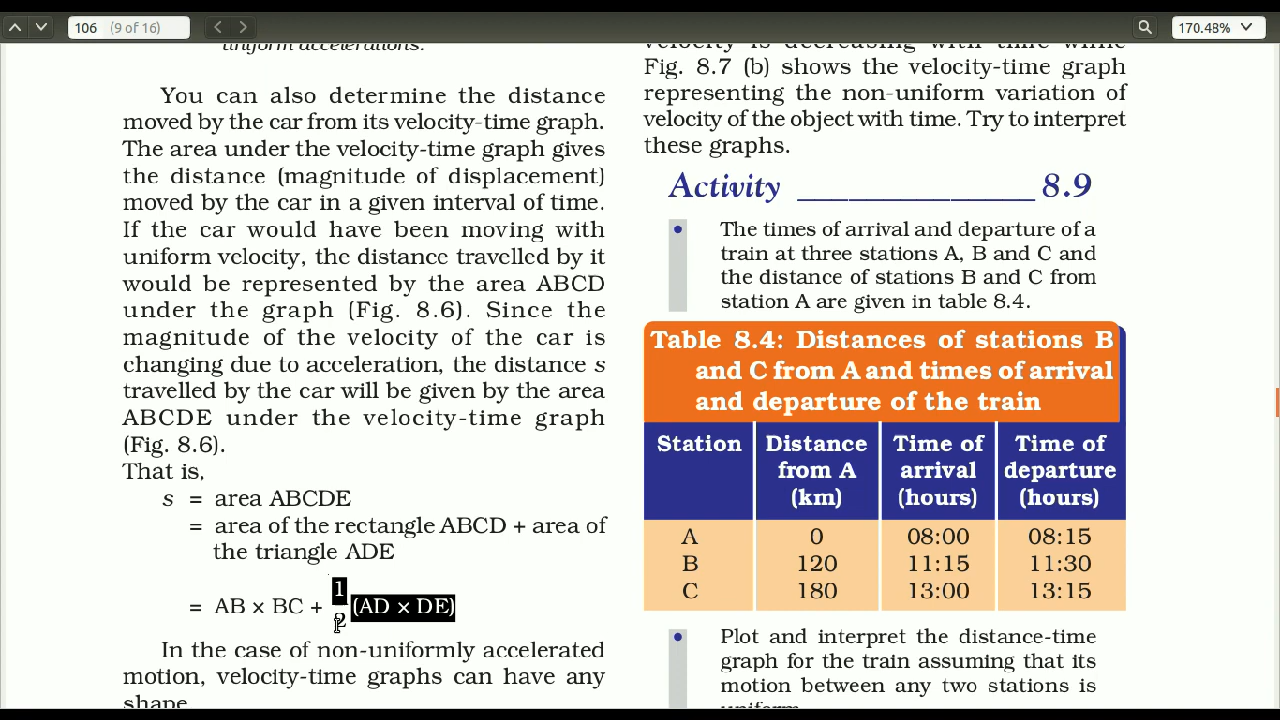 106 (9 of 16)
170.48%
uniform accelerations.
You can also determine the distance
moved by the car from its velocity-time graph.
The area under the velocity-time graph gives
the distance (magnitude of displacement)
moved by the car in a given interval of time.
If the car would have been moving with
uniform velocity, the distance travelled by it
would be represented by the area ABCD
under the graph (Fig. 8.6). Since the
magnitude of the velocity of the car is
changing due to acceleration, the distance s
travelled by the car will be given by the area
ABCDE under the velocity-time graph
(Fig. 8.6).
That is,
s = area ABCDE
= area of the rectangle ABCD + area of
the triangle ADE
= AB × BC + 1/2 (AD × DE)
In the case of non-uniformly accelerated
motion, velocity-time graphs can have any
shape
velocity is decreasing with time while
Fig. 8.7 (b) shows the velocity-time graph
representing the non-uniform variation of
velocity of the object with time. Try to interpret
these graphs.
Activity ______________ 8.9
• The times of arrival and departure of a
train at three stations A, B and C and
the distance of stations B and C from
station A are given in table 8.4.
Table 8.4: Distances of stations B
and C from A and times of arrival
and departure of the train
Station Distance from A (km) Time of arrival (hours) Time of departure (hours)
A 0 08:00 08:15
B 120 11:15 11:30
C 180 13:00 13:15
• Plot and interpret the distance-time
graph for the train assuming that its
motion between any two stations is
uniform.